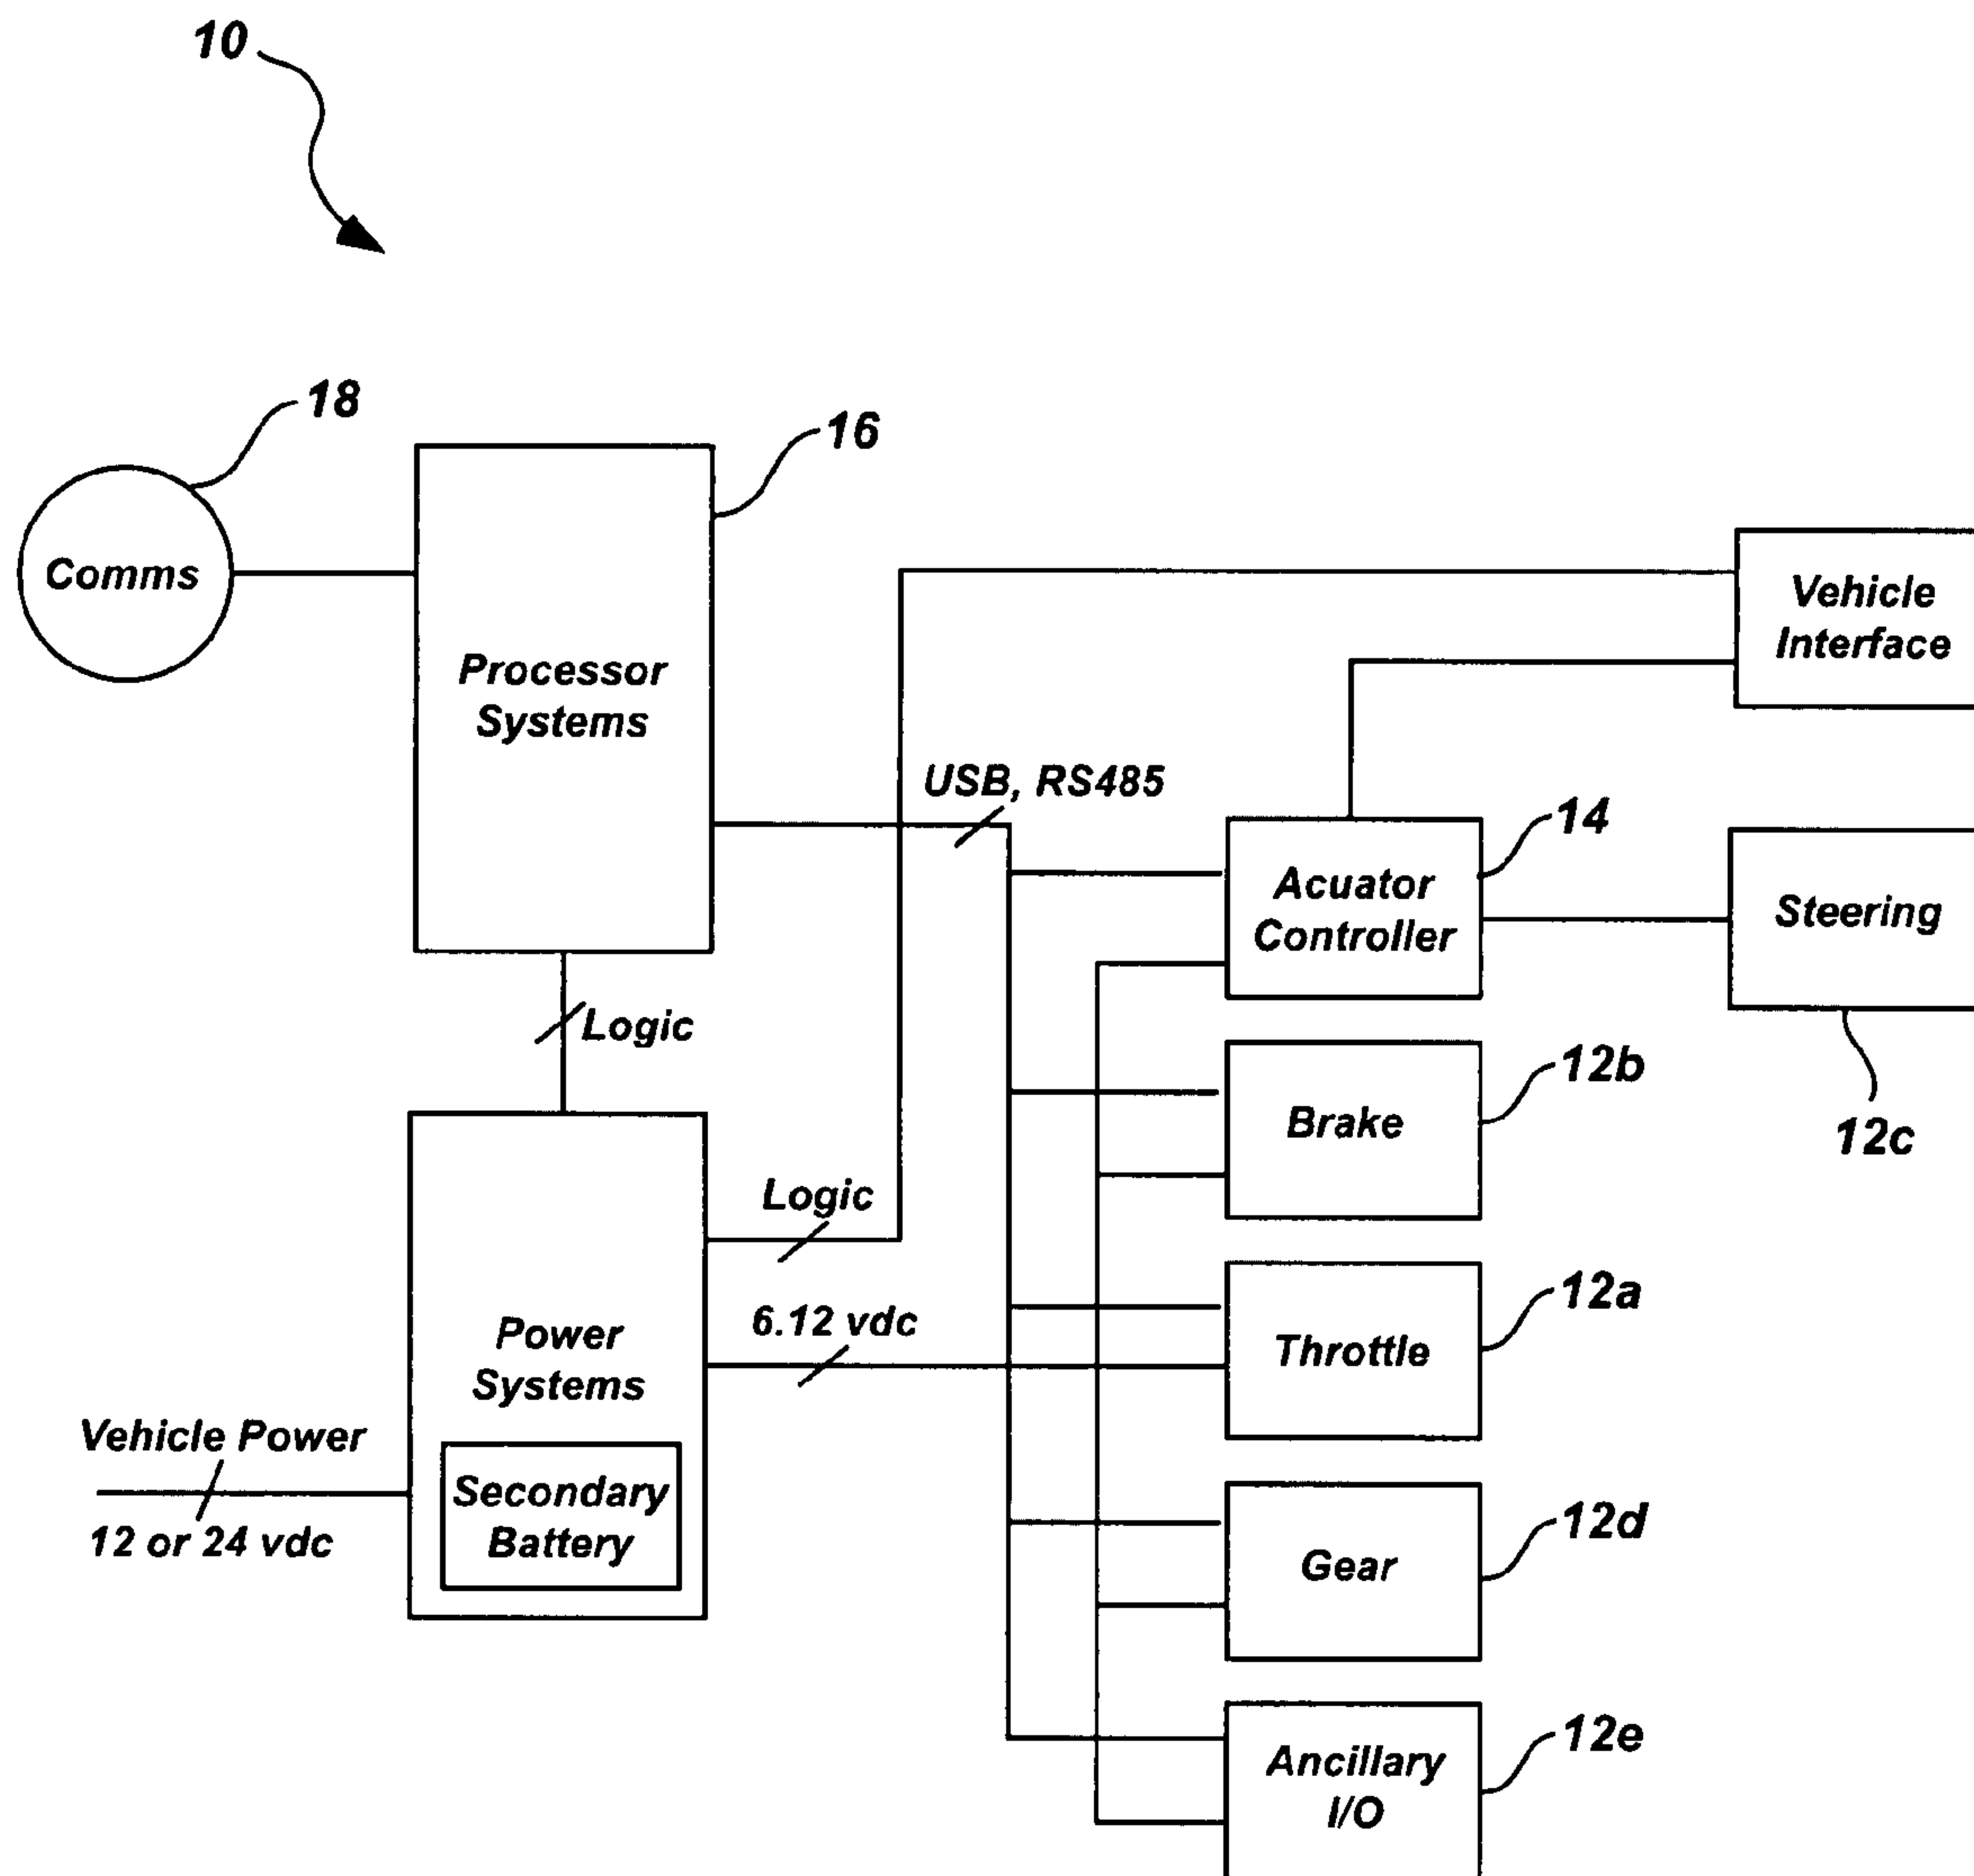 10
18
16
Comms
Processor
Systems
Vehicle
Interface
USB, RS485
14
Acuator
Controller
Steering
Logic
12b
Brake
12c
Logic
12a
6.12 vdc
Power
Systems
Throttle
Vehicle Power
12 or 24 vdc
Secondary
Battery
12d
Gear
12e
Ancillary
I/O